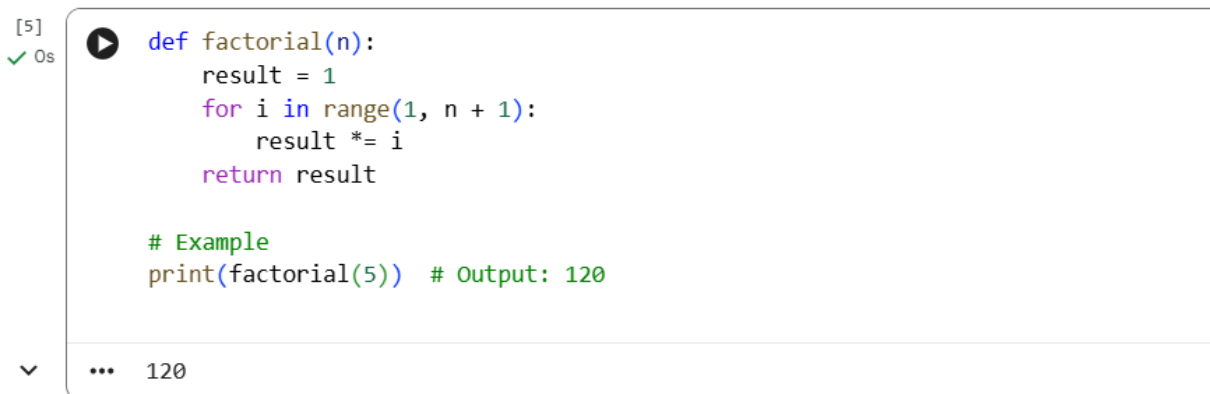 [5]
0s
def factorial(n):
    result = 1
    for i in range(1, n + 1):
        result *= i
    return result

# Example
print(factorial(5))  # Output: 120
120